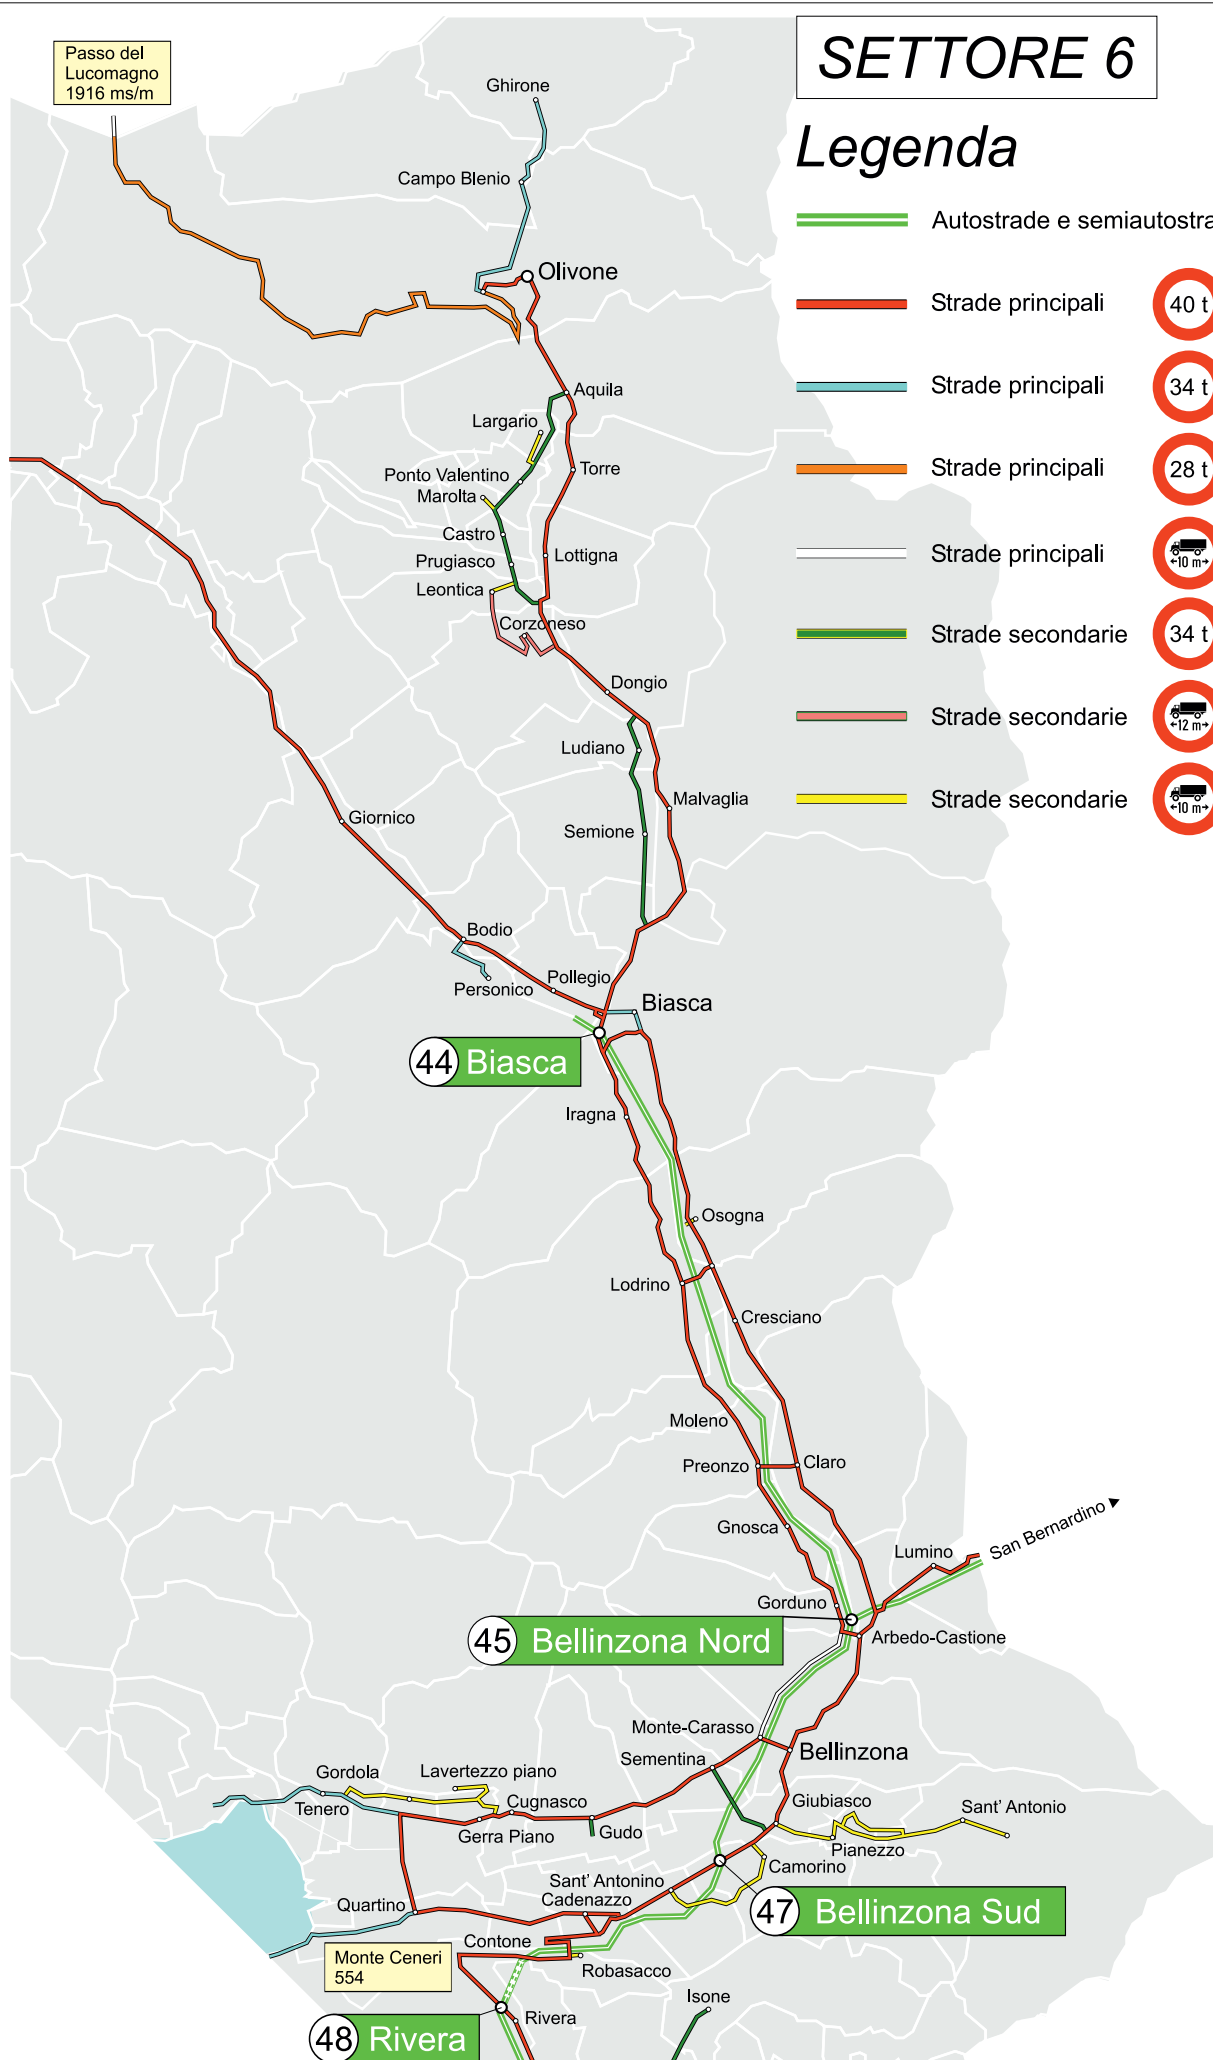 SETTORE 6
Legenda
Autostrade e semiautostra
Strade principali
40 t
Strade principali
34 t
Strade principali
28 t
Strade principali
10 m
Strade secondarie
34 t
Strade secondarie
12 m
Strade secondarie
10 m
Passo del
Lucomagno
1916 ms/m
Ghirone
Campo Blenio
Olivone
Aquila
Largario
Torre
Ponto Valentino
Marolta
Castro
Lottigna
Prugiasco
Leontica
Corzoneso
Dongio
Ludiano
Malvaglia
Giornico
Semione
Bodio
Pollegio
Personico
Biasca
44 Biasca
Iragna
Osogna
Lodrino
Cresciano
Moleno
Preonzo
Claro
Gnosca
San Bernardino
Lumino
Gorduno
45 Bellinzona Nord
Arbedo-Castione
Monte-Carasso
Bellinzona
Sementina
Gordola
Lavertezzo piano
Tenero
Cugnasco
Giubiasco
Sant' Antonio
Gerra Piano
Gudo
Pianezzo
Camorino
Sant' Antonino
Cadenazzo
Quartino
47 Bellinzona Sud
Contone
Monte Ceneri
554
Robasacco
Isone
Rivera
48 Rivera